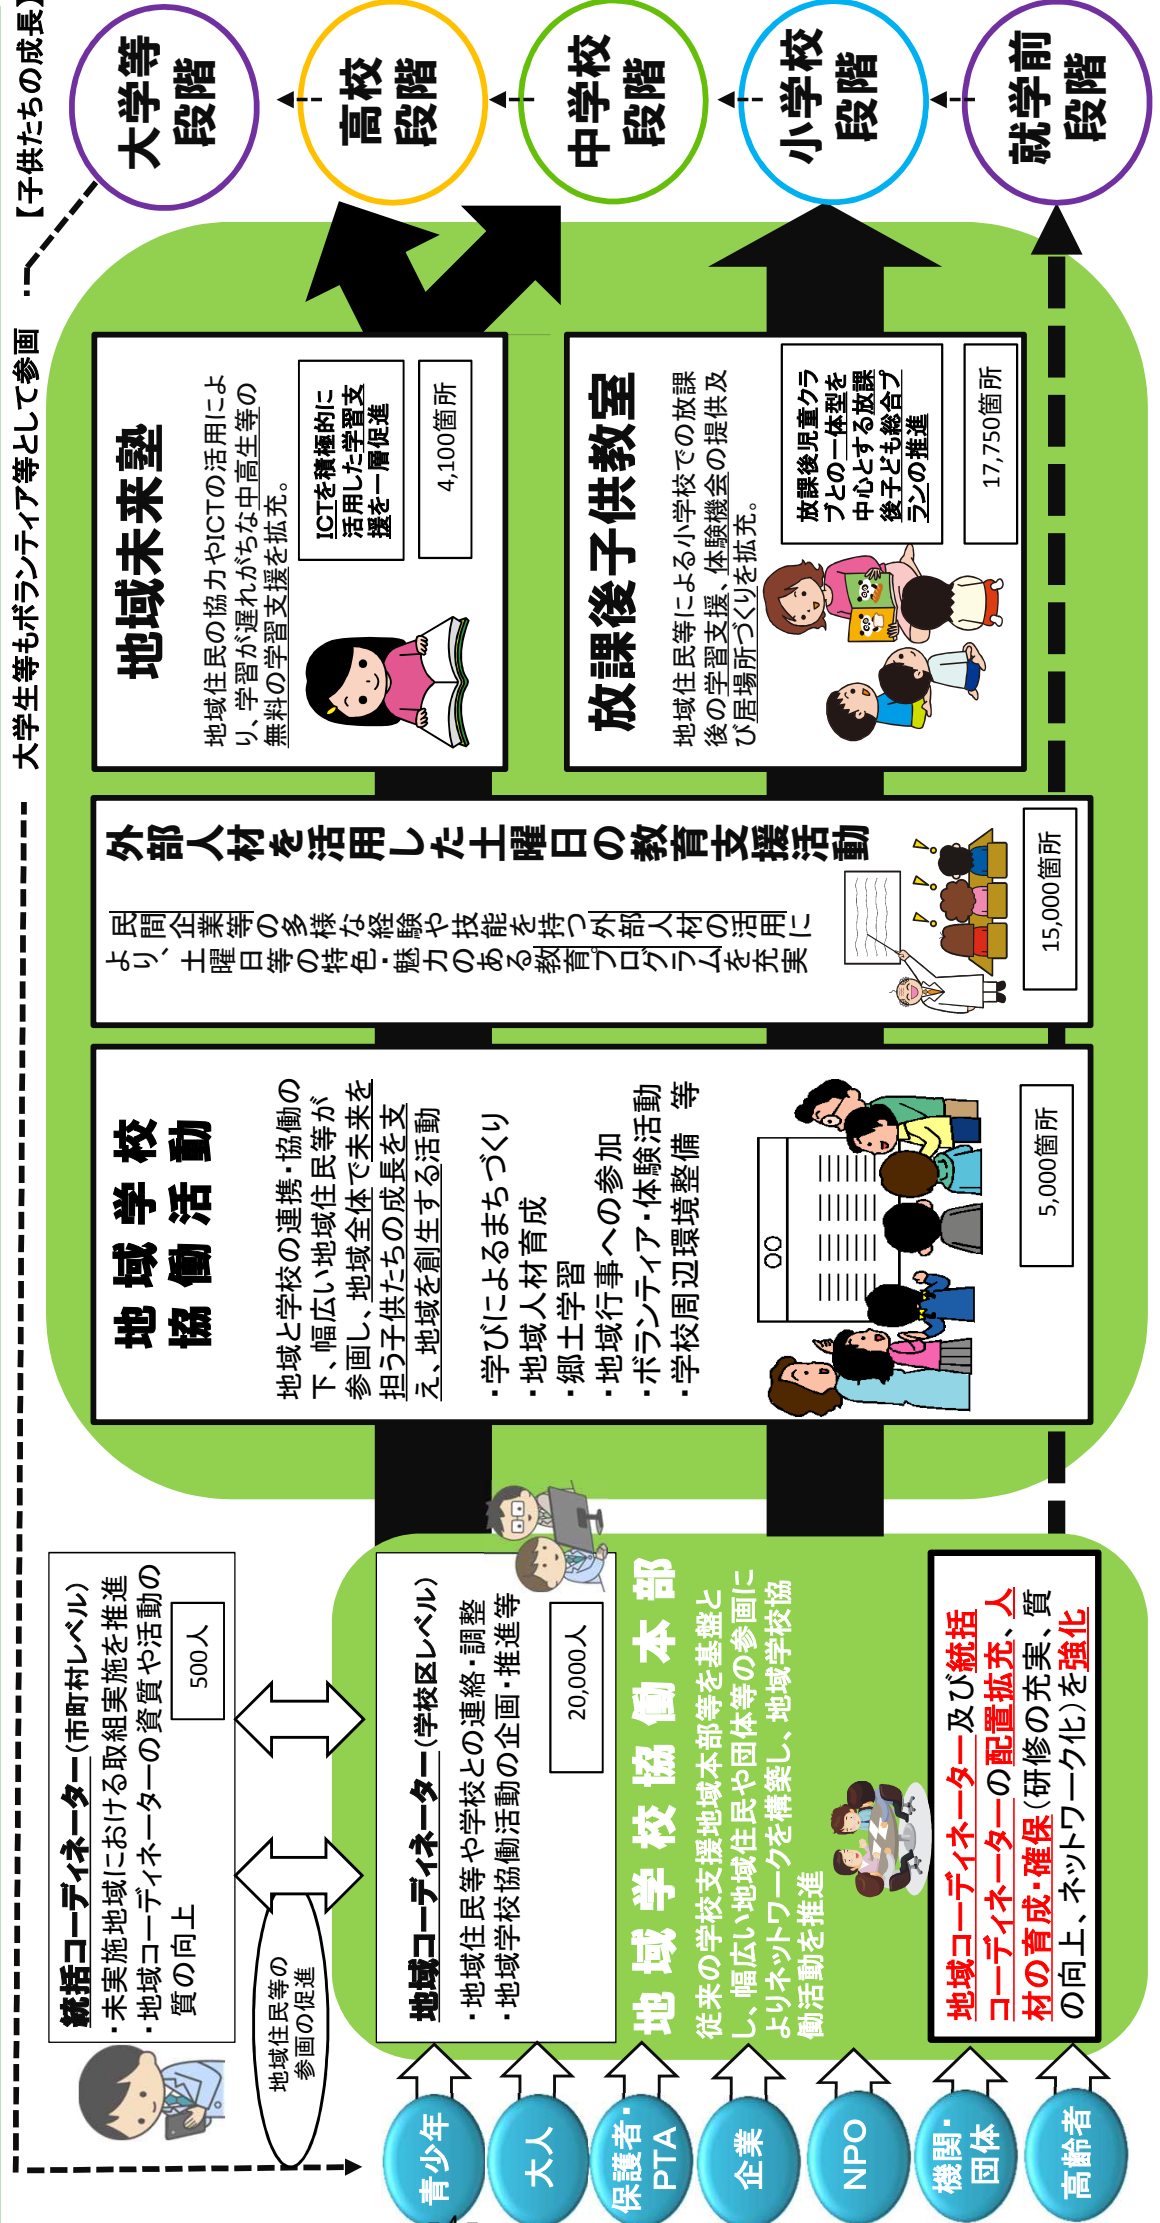 大学生等もボランティア等として参画
【子供たちの成長】
統括コーディネーター(市町村レベル)
・未実施地域における取組実施を推進
・地域コーディネーターの資質や活動の
質の向上
500人
地域住民等の
参画の促進
地域コーディネーター(学校区レベル)
・地域住民等や学校との連絡・調整
・地域学校協働活動の企画・推進等
20,000人
地域学校協働本部
従来の学校支援地域本部等を基盤と
し、幅広い地域住民や団体等の参画に
よりネットワークを構築し、地域学校協
働活動を推進
地域コーディネーター及び統括
コーディネーターの配置拡充、人
材の育成・確保(研修の充実、質
の向上、ネットワーク化)を強化
青少年
大人
保護者・
PTA
企業
NPO
機関・
団体
高齢者
地域学校
協働活動
地域と学校の連携・協働の
下、幅広い地域住民等が
参画し、地域全体で未来を
担う子供たちの成長を支
え、地域を創生する活動
・学びによるまちづくり
・地域人材育成
・郷土学習
・地域行事への参加
・ボランティア・体験活動
・学校周辺環境整備 等
〇〇
5,000箇所
外部人材を活用した土曜日の教育支援活動
民間企業等の多様な経験や技能を持つ外部人材の活用に
より、土曜日等の特色・魅力のある教育プログラムを充実
15,000箇所
地域未来塾
地域住民の協力やICTの活用によ
り、学習が遅れがちな中高生等の
無料の学習支援を拡充。
ICTを積極的に
活用した学習支
援を一層促進
4,100箇所
放課後子供教室
地域住民等による小学校での放課
後の学習支援、体験機会の提供及
び居場所づくりを拡充。
放課後児童クラ
ブとの一体型を
中心とする放課
後子ども総合プ
ランの推進
17,750箇所
大学等
段階
高校
段階
中学校
段階
小学校
段階
就学前
段階